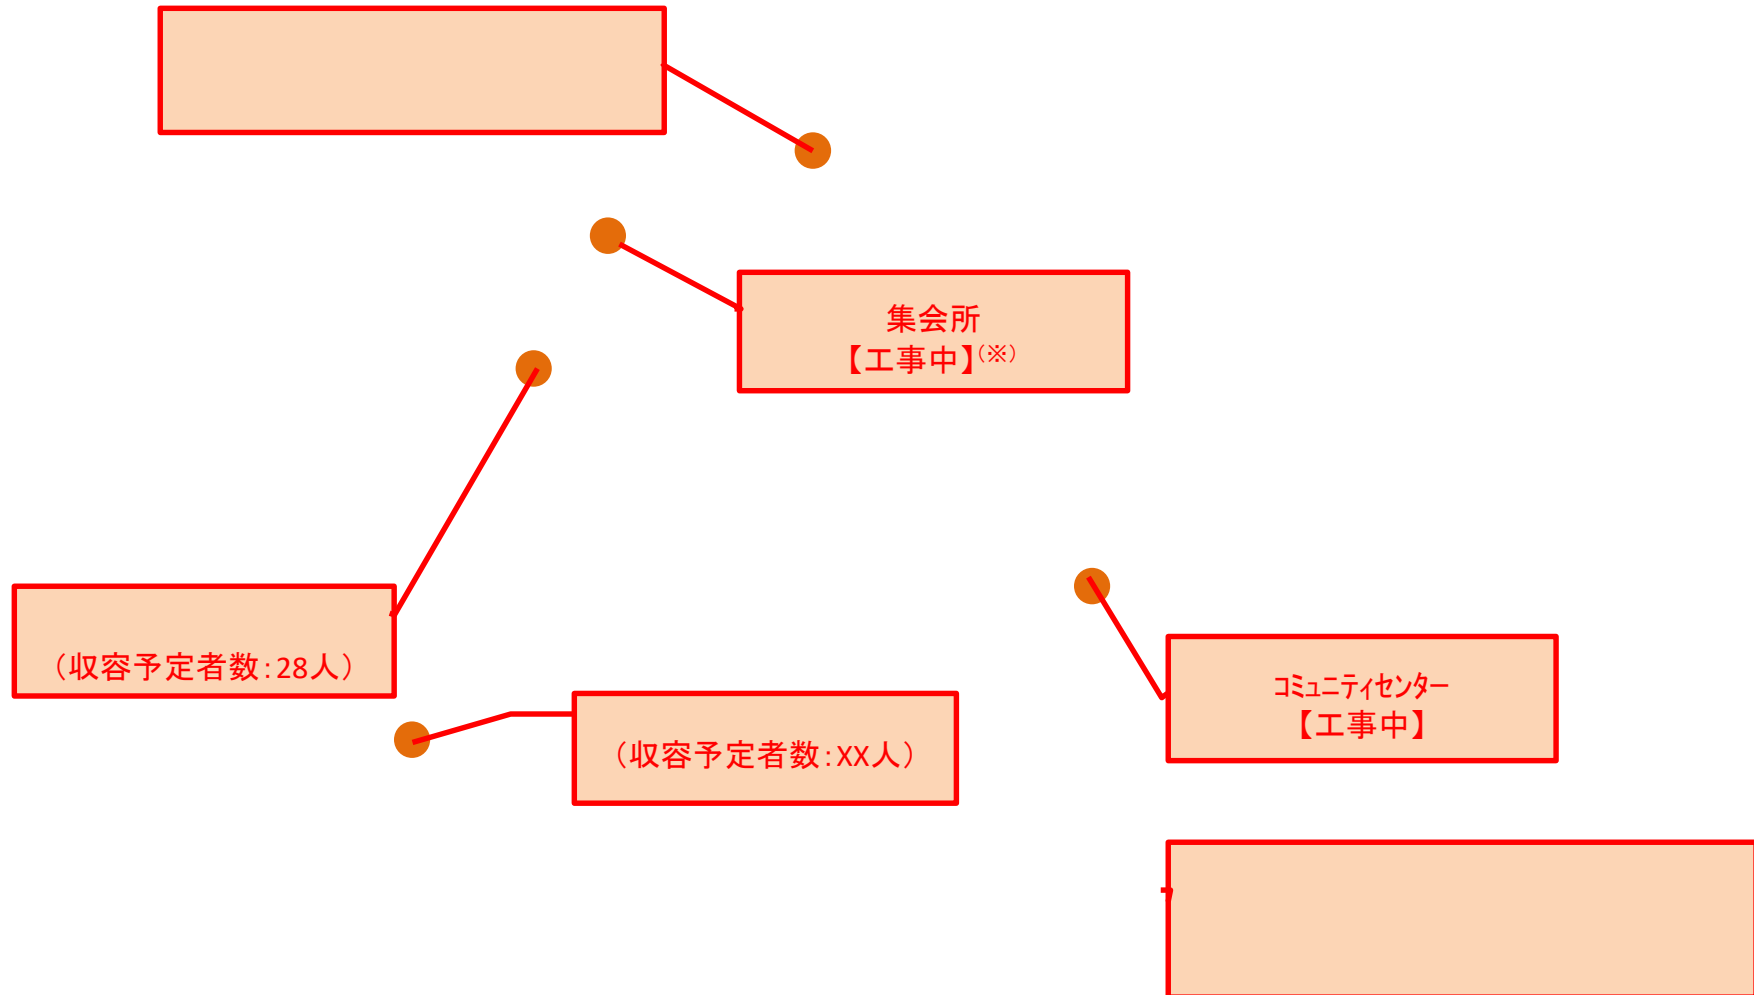 集会所
【工事中】(※)
（収容予定者数：28人）
コミュニティセンター
【工事中】
（収容予定者数：XX人）